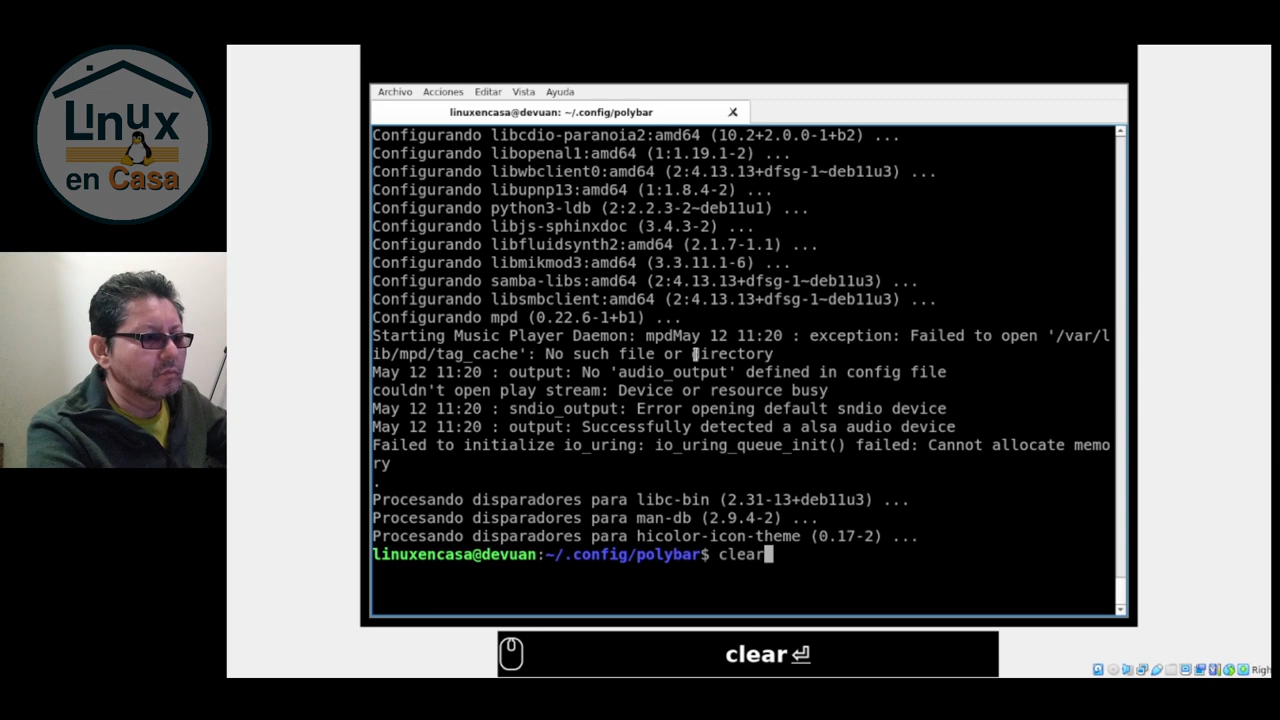 Linux
en Casa
Archivo Acciones Editar Vista Ayuda
linuxencasa@devuan: ~/.config/polybar
Configurando libcdio-paranoia2:amd64 (10.2+2.0.0-1+b2) ...
Configurando libopenal1:amd64 (1:1.19.1-2) ...
Configurando libwbclient0:amd64 (2:4.13.13+dfsg-1~deb11u3) ...
Configurando libupnp13:amd64 (1:1.8.4-2) ...
Configurando python3-ldb (2:2.2.3-2~deb11u1) ...
Configurando libjs-sphinxdoc (3.4.3-2) ...
Configurando libfluidsynth2:amd64 (2.1.7-1.1) ...
Configurando libmikmod3:amd64 (3.3.11.1-6) ...
Configurando samba-libs:amd64 (2:4.13.13+dfsg-1~deb11u3) ...
Configurando libsmbclient:amd64 (2:4.13.13+dfsg-1~deb11u3) ...
Configurando mpd (0.22.6-1+b1) ...
Starting Music Player Daemon: mpdMay 12 11:20 : exception: Failed to open '/var/l
ib/mpd/tag_cache': No such file or directory
May 12 11:20 : output: No 'audio_output' defined in config file
couldn't open play stream: Device or resource busy
May 12 11:20 : sndio_output: Error opening default sndio device
May 12 11:20 : output: Successfully detected a alsa audio device
Failed to initialize io_uring: io_uring_queue_init() failed: Cannot allocate memo
ry
.
Procesando disparadores para libc-bin (2.31-13+deb11u3) ...
Procesando disparadores para man-db (2.9.4-2) ...
Procesando disparadores para hicolor-icon-theme (0.17-2) ...
linuxencasa@devuan:~/.config/polybar$ clear
clear⏎
Righ